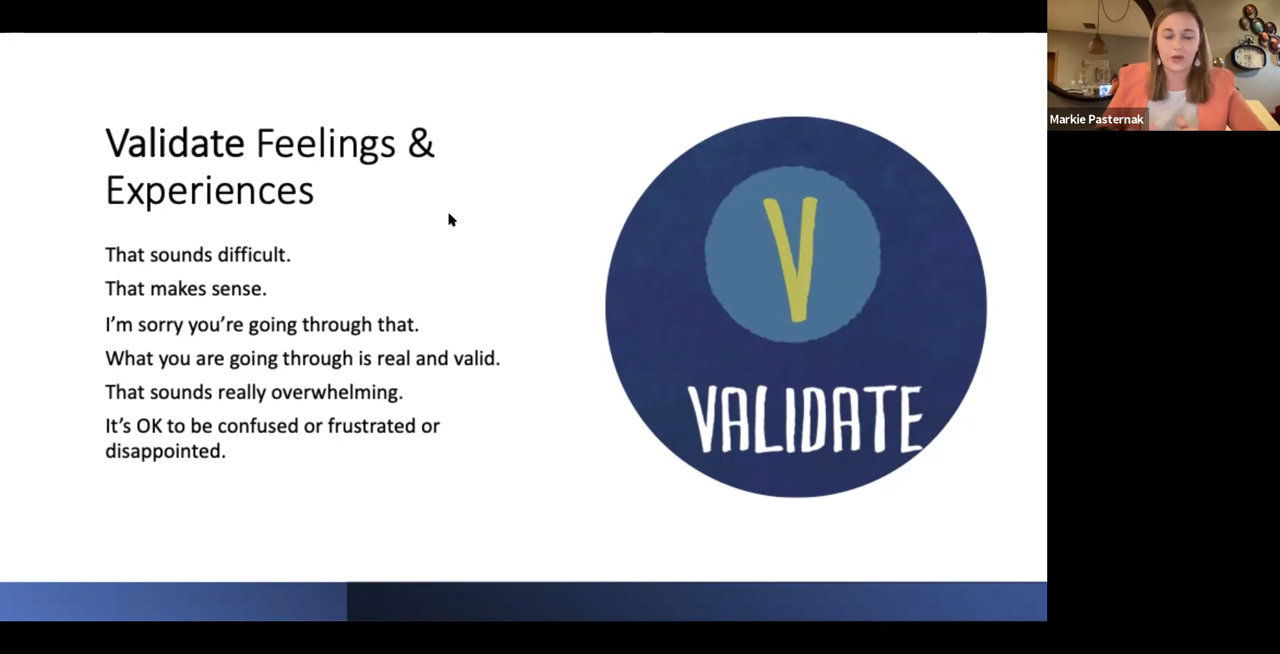 Validate Feelings &
Experiences
That sounds difficult.
That makes sense.
I'm sorry you're going through that.
What you are going through is real and valid.
That sounds really overwhelming.
It's OK to be confused or frustrated or
disappointed.
V
VALIDATE
Markie Pasternak